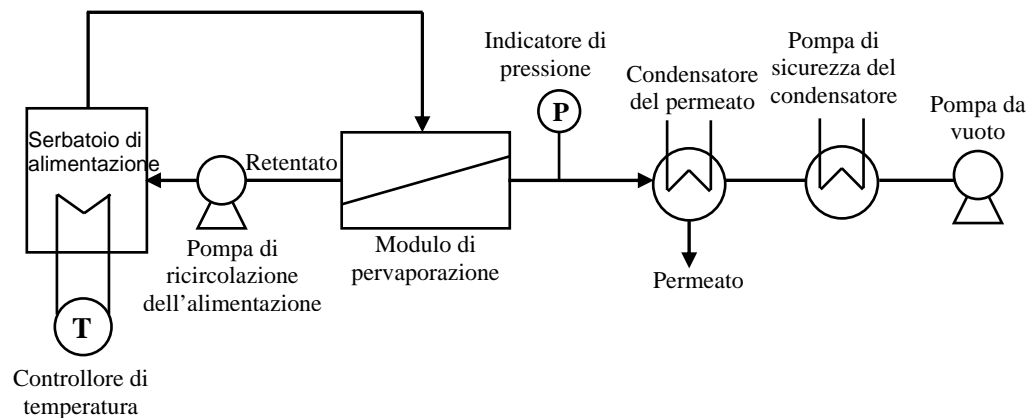 Serbatoio di
alimentazione
Retentato
Pompa di
ricircolazione
dell’alimentazione
T
Controllore di
temperatura
Modulo di
pervaporazione
Indicatore di
pressione
P
Condensatore
del permeato
Permeato
Pompa di
sicurezza del
condensatore
Pompa da
vuoto